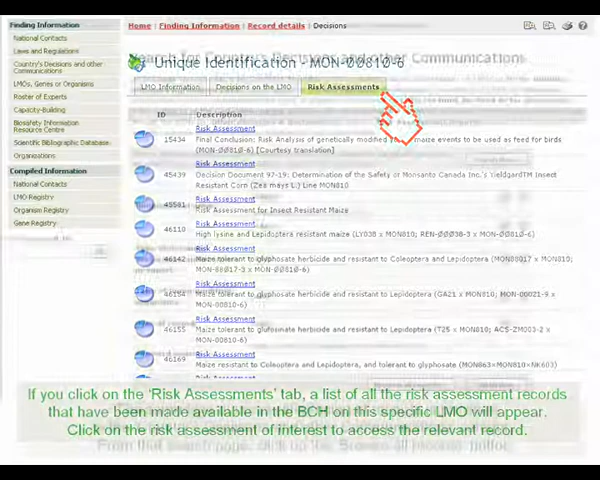 Finding Information
National Contacts
Laws and Regulations
Country's Decisions and other Communications
LMOs, Genes or Organisms
Roster of Experts
Capacity-Building
Biosafety Information Resource Centre
Scientific Bibliographic Database
Organisations
Compiled Information
National Contacts
LMO Registry
Organism Registry
Gene Registry
Home | Finding Information | Record details | Decisions
Unique Identification - MON-ØØ81Ø-6
LMO Information
Decisions on the LMO
Risk Assessments
ID Description
Risk Assessment
15434 Final Conclusion: Risk Analysis of genetically modified maize events to be used as feed for birds
(MON-ØØ81Ø-6) [Courtesy translation]
Risk Assessment
45439 Decision Document 97-19: Determination of the Safety of Monsanto Canada Inc.'s YieldgardTM Insect
Resistant Corn (Zea mays L.) Line MON810
Risk Assessment
45581 Risk Assessment for Insect Resistant Maize
Risk Assessment
46110 High lysine and Lepidoptera resistant maize (LY038 x MON810; REN-ØØØ38-3 x MON-ØØ81Ø-6)
Risk Assessment
46142 Maize tolerant to glyphosate herbicide and resistant to Coleoptera and Lepidoptera (MON88017 x MON810;
MON-88Ø17-3 x MON-ØØ81Ø-6)
Risk Assessment
46154 Maize tolerant to glyphosate herbicide and resistant to Lepidoptera (GA21 x MON810; MON-00021-9 x
MON-00810-6)
Risk Assessment
46155 Maize tolerant to glufosinate herbicide and resistant to Lepidoptera (T25 x MON810; ACS-ZM003-2 x
MON-00810-6)
Risk Assessment
46169 Maize resistant to Coleoptera and Lepidoptera, and tolerant to glyphosate (MON863×MON810×NK603)
Risk Assessment
If you click on the 'Risk Assessments' tab, a list of all the risk assessment records
that have been made available in the BCH on this specific LMO will appear.
Click on the risk assessment of interest to access the relevant record.